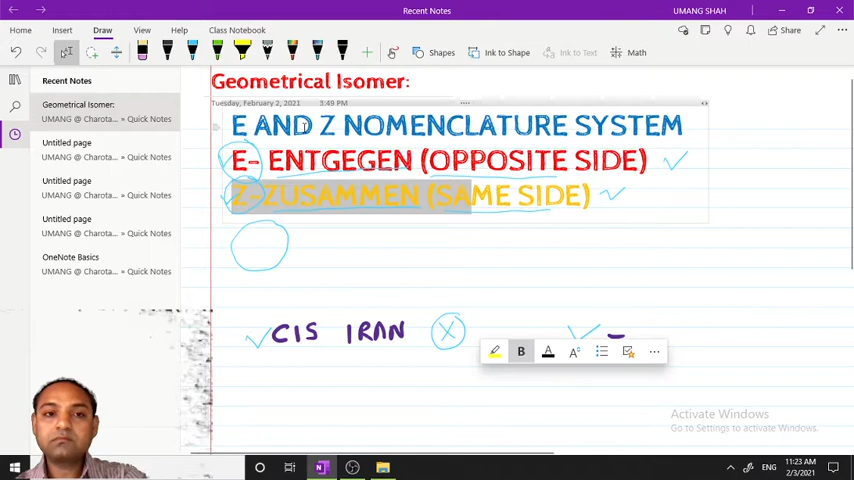 Recent Notes
UMANG SHAH
Home Insert Draw View Help Class Notebook
Share
Shapes Ink to Shape Ink to Text Math
Recent Notes
Geometrical Isomer:
UMANG @ Charota... » Quick Notes
Untitled page
UMANG @ Charota... » Quick Notes
Untitled page
UMANG @ Charota... » Quick Notes
Untitled page
UMANG @ Charota... » Quick Notes
OneNote Basics
UMANG @ Charota... » Quick Notes
Geometrical Isomer:
Tuesday, February 2, 2021 3:49 PM
E AND Z NOMENCLATURE SYSTEM
E- ENTGEGEN (OPPOSITE SIDE)
Z-ZUSAMMEN (SAME SIDE)
CIS IRAN X
B A A
Activate Windows
Go to Settings to activate Windows.
ENG
11:23 AM
2/3/2021